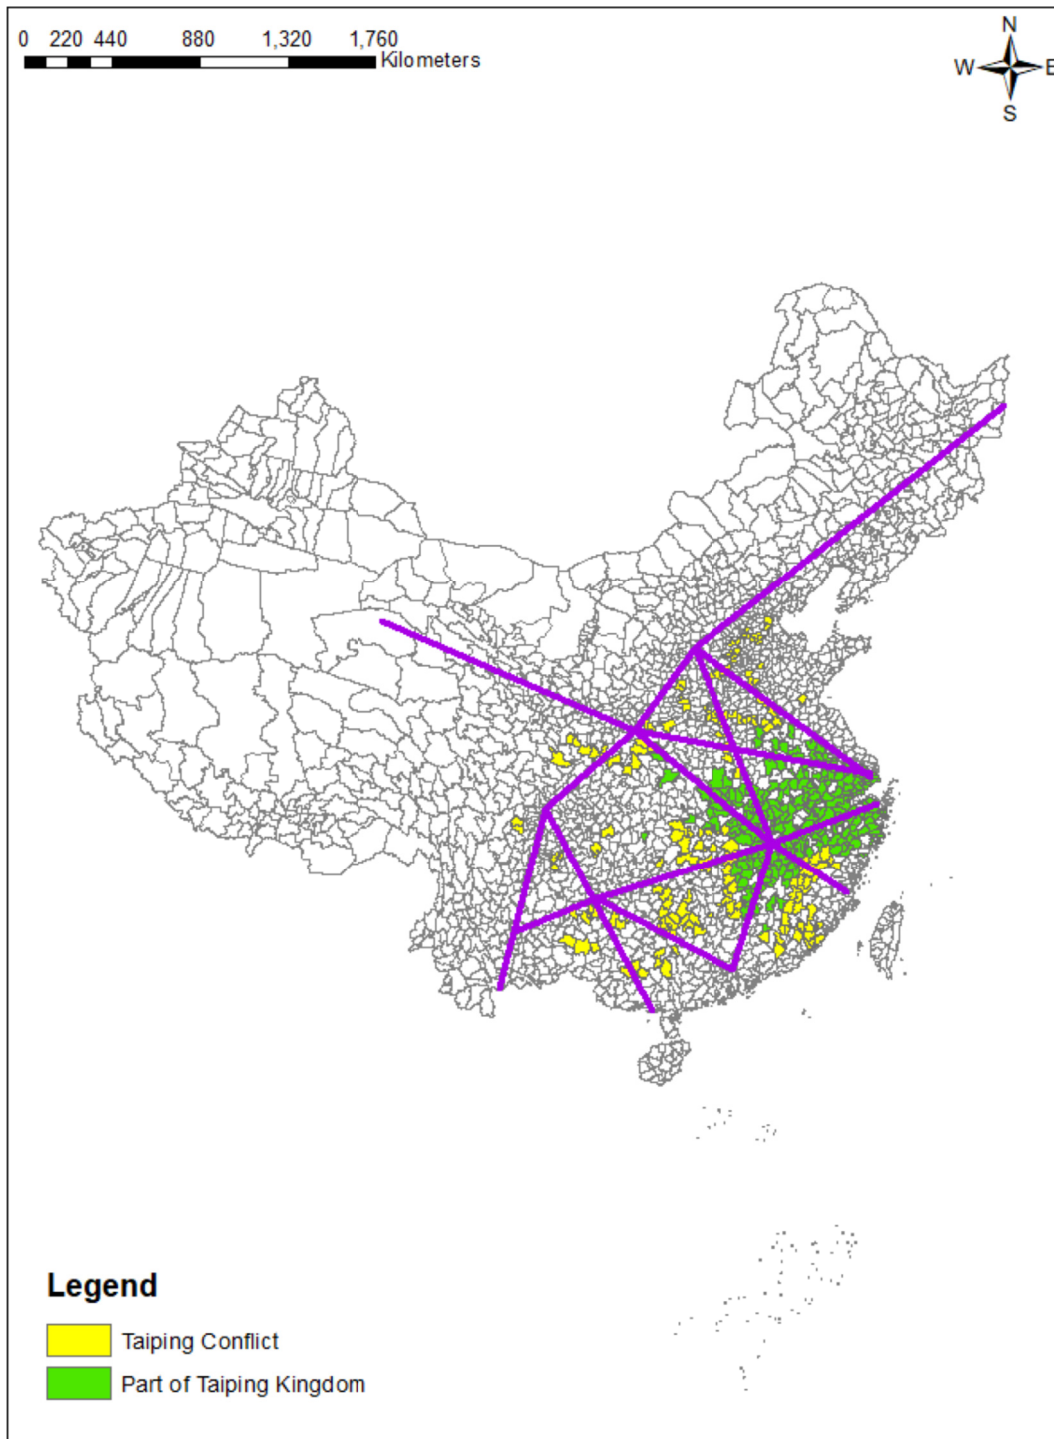 0 220 440 880 1,320 1,760
Kilometers
N
W E
S
Legend
Taiping Conflict
Part of Taiping Kingdom